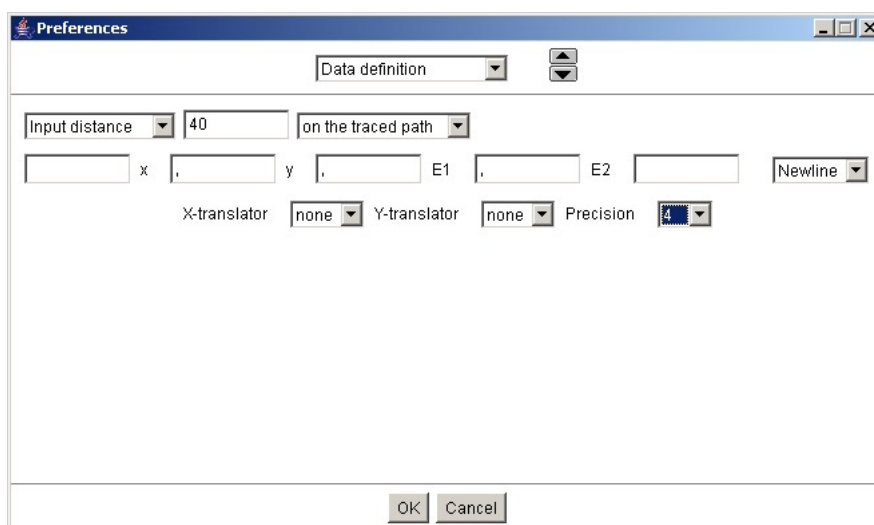 Preferences
Data definition
Input distance 40 on the traced path
x , y , E1 , E2 Newline
X-translator none Y-translator none Precision 4
OK Cancel